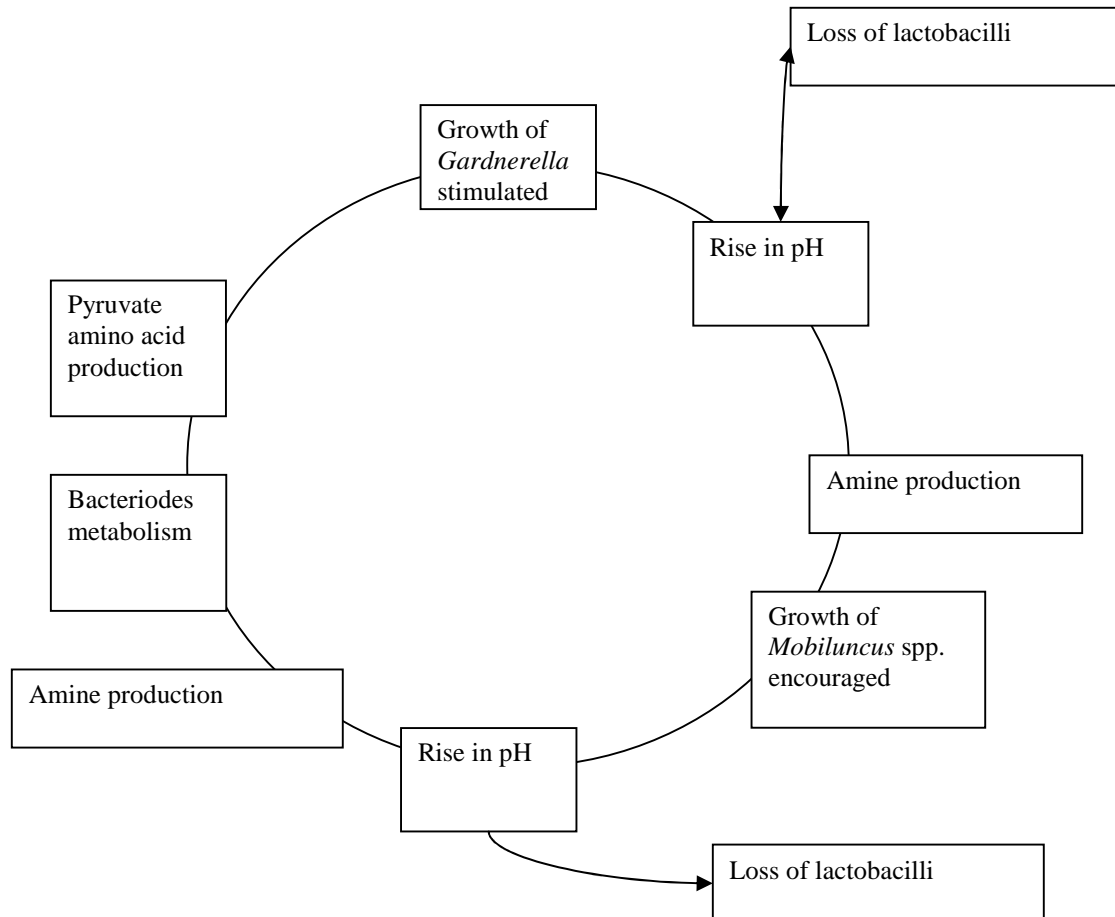 Loss of lactobacilli
Growth of
Gardnerella
stimulated
Rise in pH
Pyruvate
amino acid
production
Amine production
Bacteriodes
metabolism
Growth of
Mobiluncus spp.
encouraged
Amine production
Rise in pH
Loss of lactobacilli